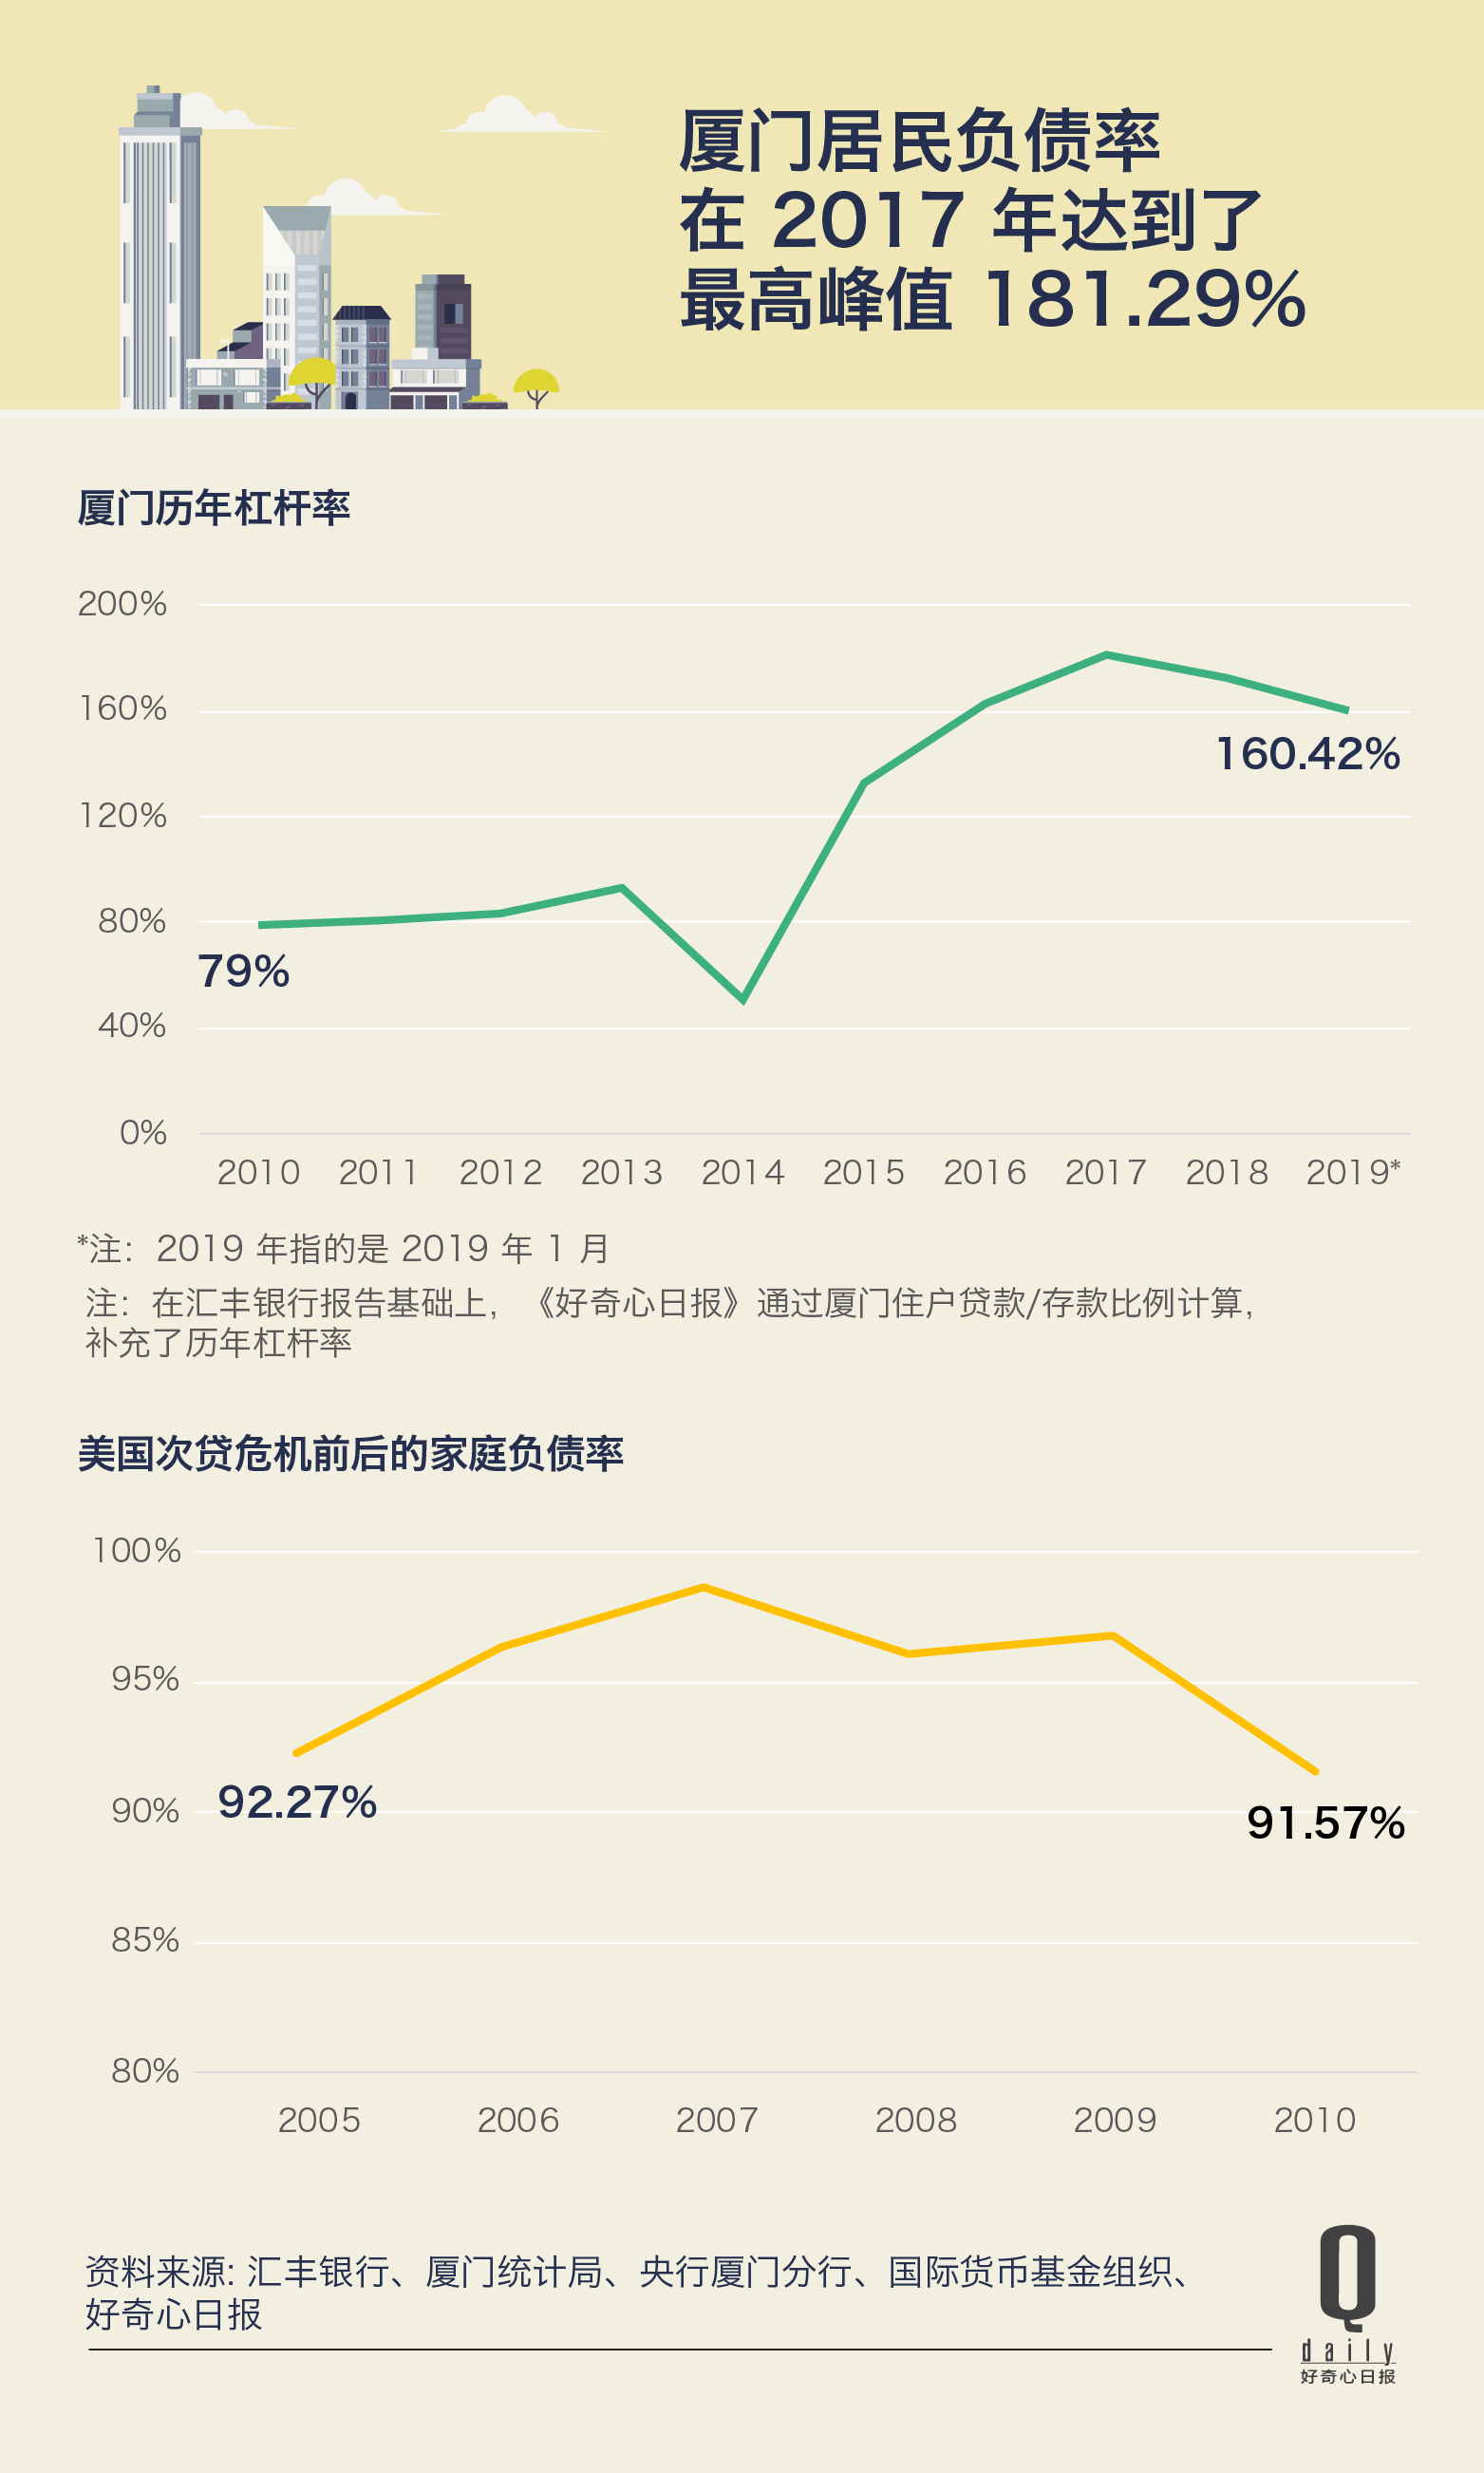 厦门居民负债率
在 2017 年达到了
最高峰值 181.29%
厦门历年杠杆率
200%
160%
160.42%
120%
80%
79%
40%
0%
2010 2011 2012 2013 2014 2015 2016 2017 2018 2019*
*注：2019 年指的是 2019 年 1 月
注：在汇丰银行报告基础上，《好奇心日报》通过厦门住户贷款/存款比例计算，
补充了历年杠杆率
美国次贷危机前后的家庭负债率
100%
95%
92.27%
90%
91.57%
85%
80%
2005 2006 2007 2008 2009 2010
资料来源: 汇丰银行、厦门统计局、央行厦门分行、国际货币基金组织、
好奇心日报
Q
daily
好奇心日报